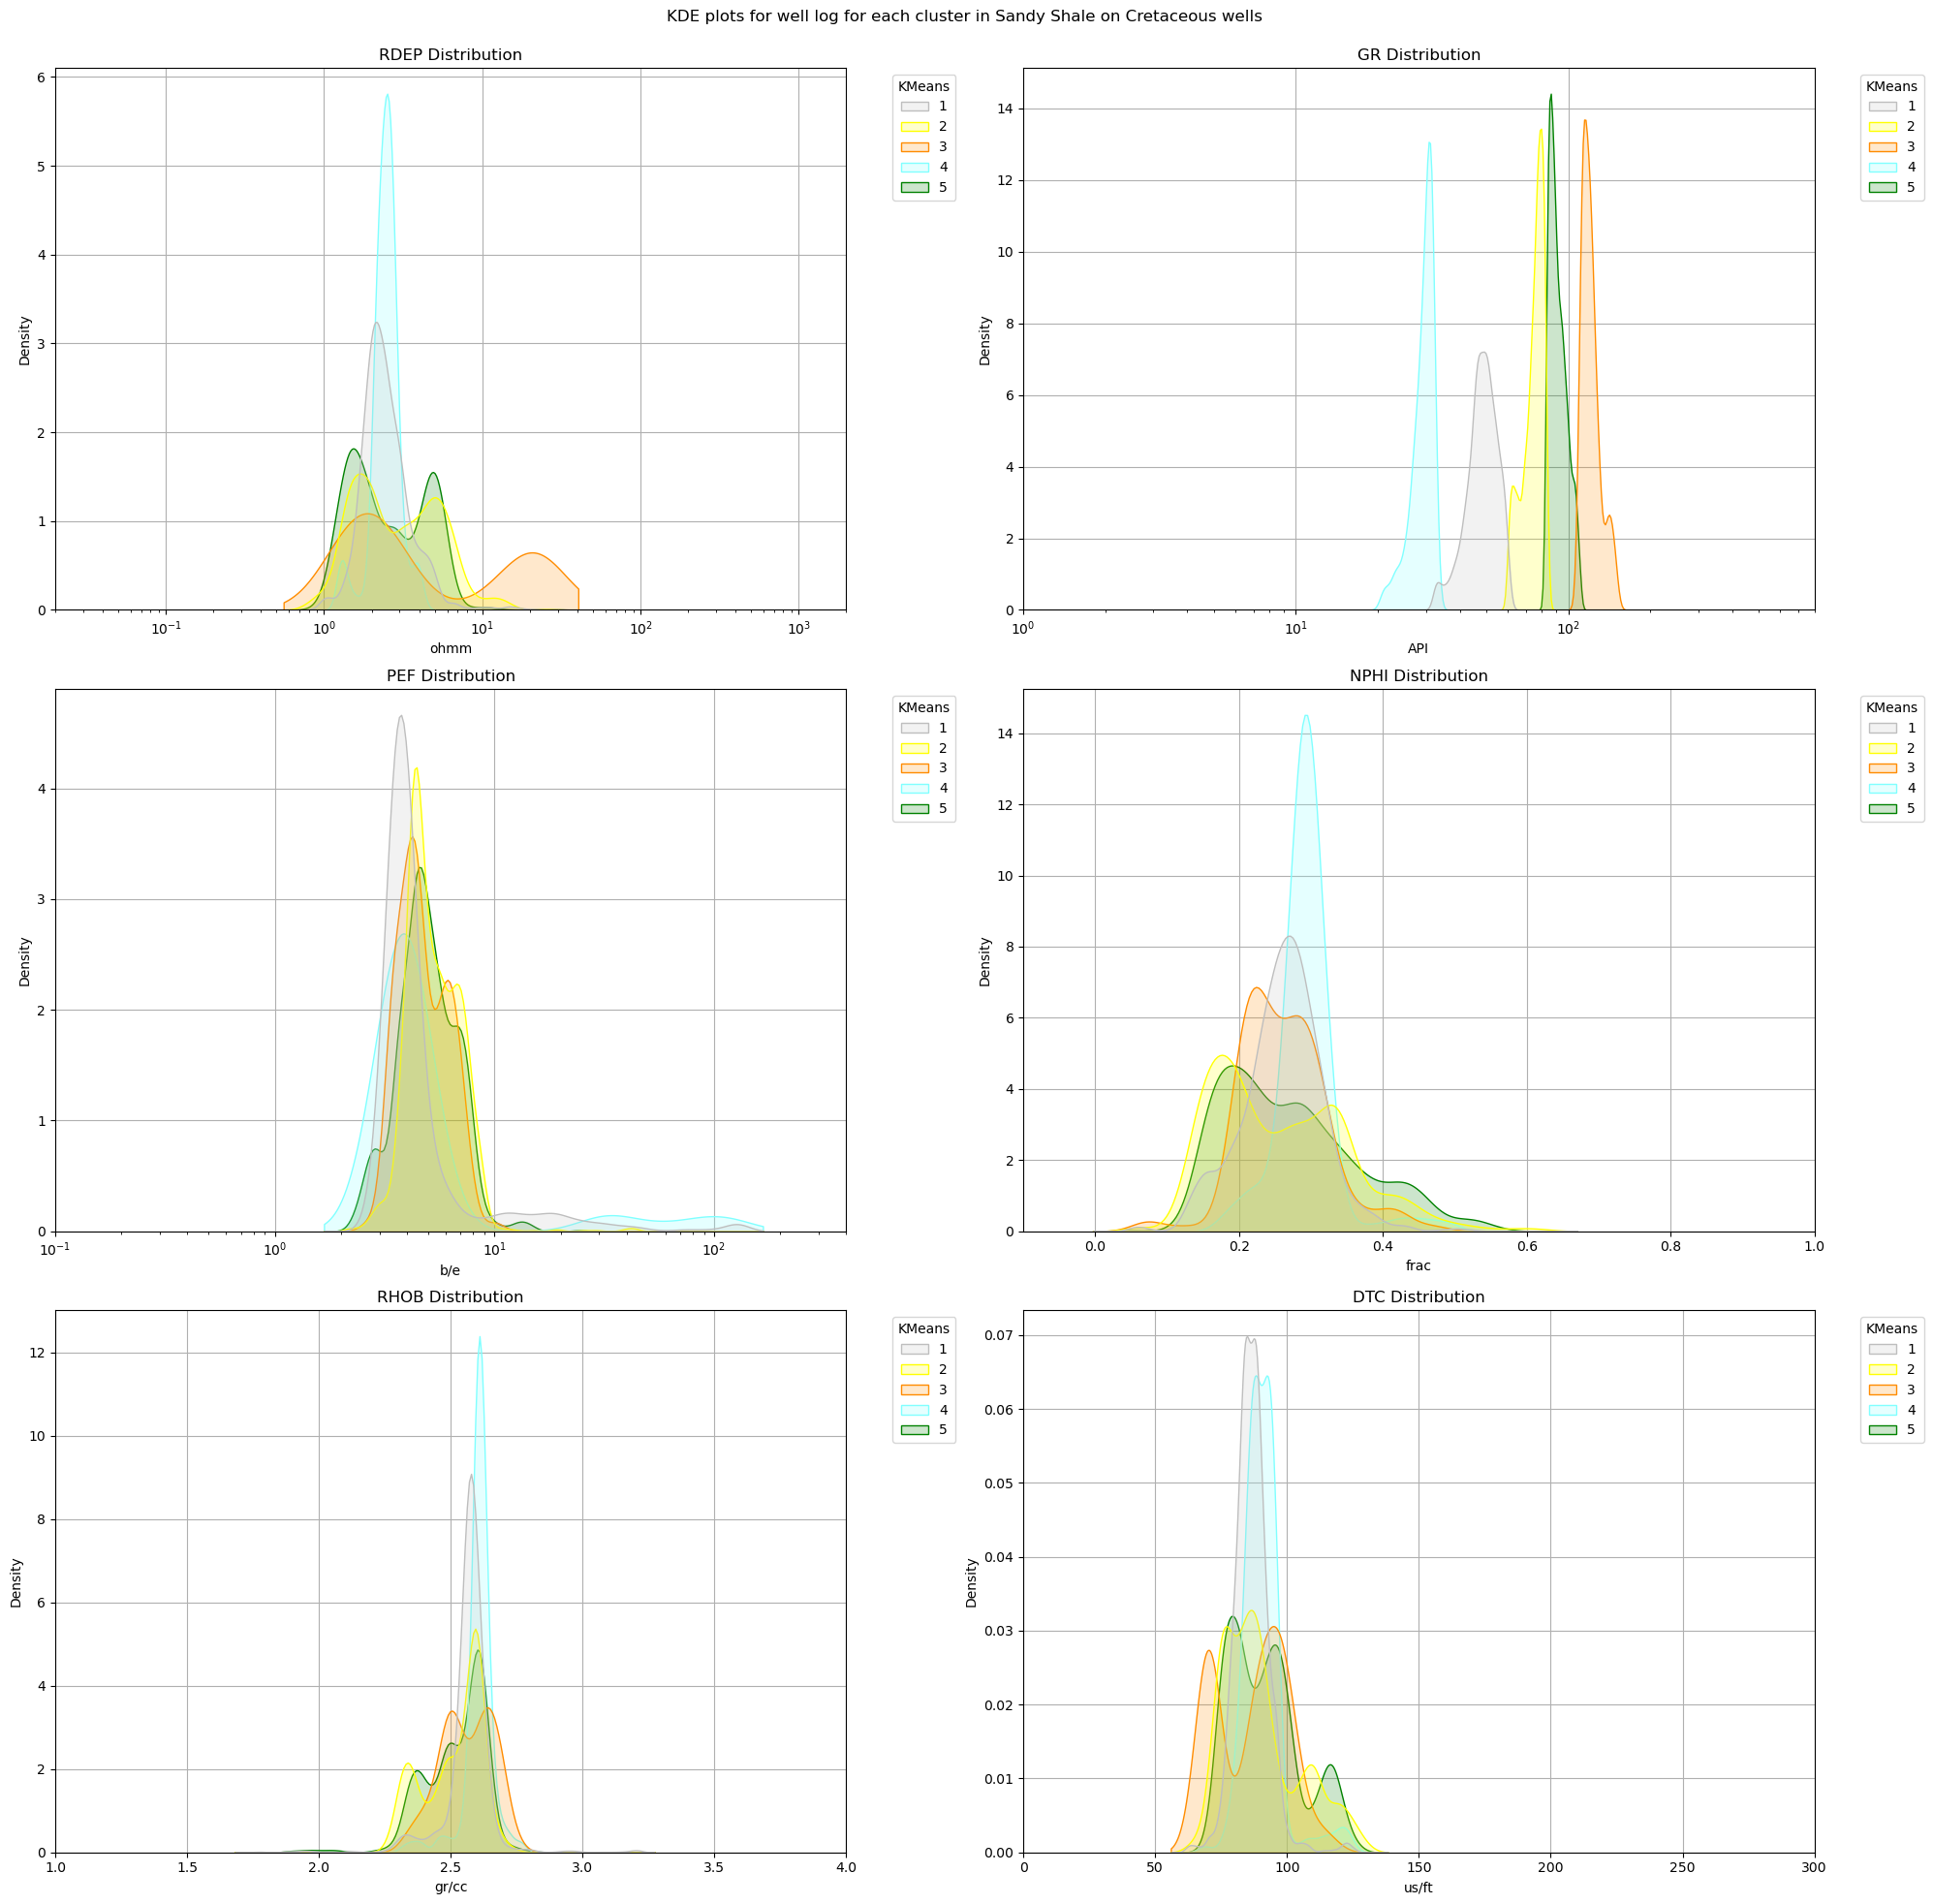 KDE plots for well log for each cluster in Sandy Shale on Cretaceous wells
RDEP Distribution
Density
6
5
4
3
2
1
0
10⁻¹ 10⁰ 10¹ 10² 10³
ohmm
KMeans
1
2
3
4
5
GR Distribution
Density
14
12
10
8
6
4
2
0
10⁰ 10¹ 10²
API
KMeans
1
2
3
4
5
PEF Distribution
Density
4
3
2
1
0
10⁻¹ 10⁰ 10¹ 10²
b/e
KMeans
1
2
3
4
5
NPHI Distribution
Density
14
12
10
8
6
4
2
0
0.0 0.2 0.4 0.6 0.8 1.0
frac
KMeans
1
2
3
4
5
RHOB Distribution
Density
12
10
8
6
4
2
0
1.0 1.5 2.0 2.5 3.0 3.5 4.0
gr/cc
KMeans
1
2
3
4
5
DTC Distribution
Density
0.07
0.06
0.05
0.04
0.03
0.02
0.01
0.00
0 50 100 150 200 250 300
us/ft
KMeans
1
2
3
4
5